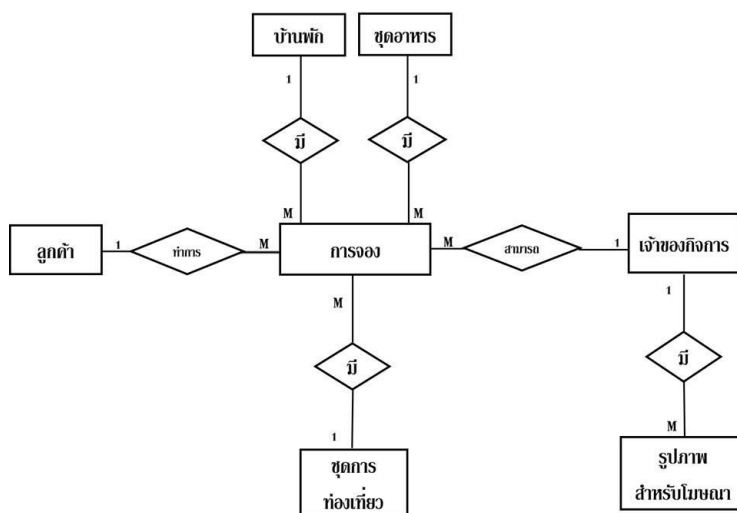 บ้านพัก
ชุดอาหาร
1
1
มี
มี
M
M
ลูกค้า
1
ทำการ
M
การจอง
M
สามารถ
1
เจ้าของกิจการ
M
1
มี
มี
1
M
ชุดการ
ท่องเที่ยว
รูปภาพ
สำหรับโฆษณา